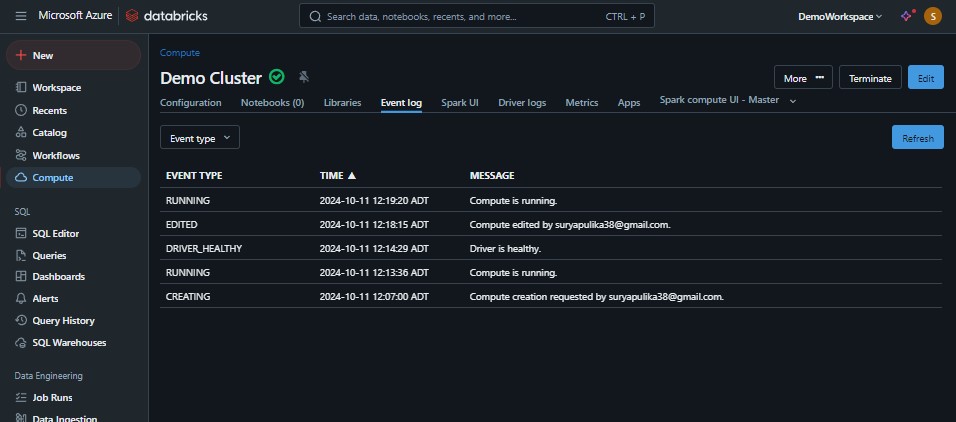 Microsoft Azure databricks Search data, notebooks, recents, and more... CTRL + P DemoWorkspace S
New
Workspace
Recents
Catalog
Workflows
Compute
SQL
SQL Editor
Queries
Dashboards
Alerts
Query History
SQL Warehouses
Data Engineering
Job Runs
Data Ingestion
Compute
Demo Cluster More Terminate Edit
Configuration Notebooks (0) Libraries Event log Spark UI Driver logs Metrics Apps Spark compute UI - Master
Event type Refresh
EVENT TYPE TIME MESSAGE
RUNNING 2024-10-11 12:19:20 ADT Compute is running.
EDITED 2024-10-11 12:18:15 ADT Compute edited by suryapulika38@gmail.com.
DRIVER_HEALTHY 2024-10-11 12:14:29 ADT Driver is healthy.
RUNNING 2024-10-11 12:13:36 ADT Compute is running.
CREATING 2024-10-11 12:07:00 ADT Compute creation requested by suryapulika38@gmail.com.